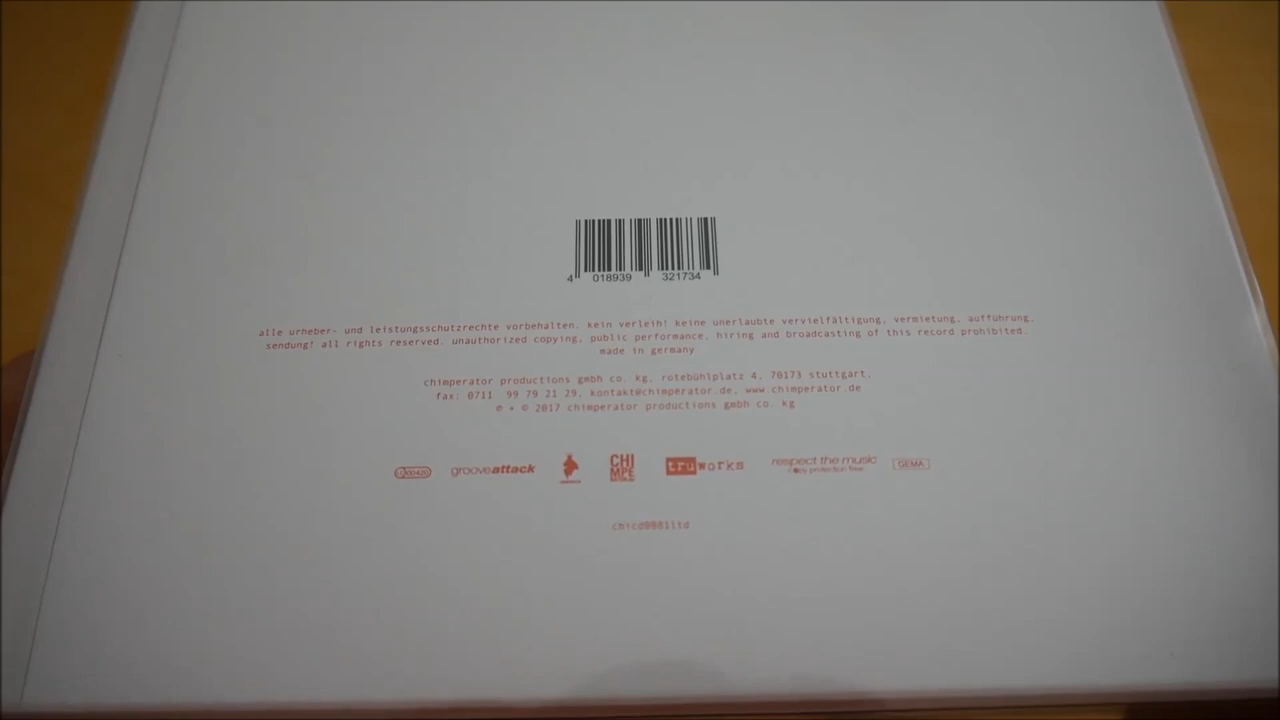 4 018939 321734
alle urheber- und leistungsschutzrechte vorbehalten. kein verleih! keine unerlaubte vervielfältigung, vermietung, aufführung,
sendung! all rights reserved. unauthorized copying, public performance, hiring and broadcasting of this record prohibited.
made in germany
chimperator productions gmbh co. kg, rotebühlplatz 4, 70173 stuttgart,
fax: 0711 99 79 21 29, kontakt@chimperator.de, www.chimperator.de
℗ + © 2017 chimperator productions gmbh co. kg
grooveattack CHI truworks respect the music GEMA
MPE copy protection free
chicd0081ltd